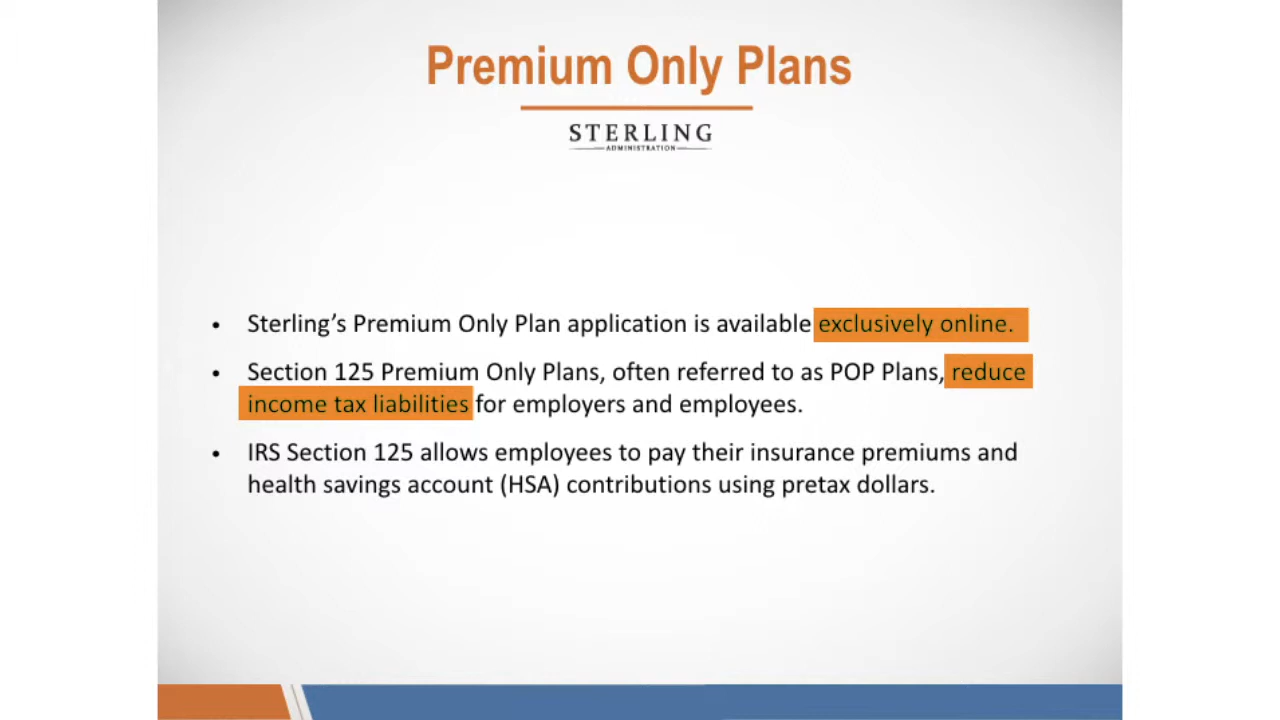 Premium Only Plans
STERLING
ADMINISTRATION
• Sterling’s Premium Only Plan application is available exclusively online.
• Section 125 Premium Only Plans, often referred to as POP Plans, reduce
income tax liabilities for employers and employees.
• IRS Section 125 allows employees to pay their insurance premiums and
health savings account (HSA) contributions using pretax dollars.